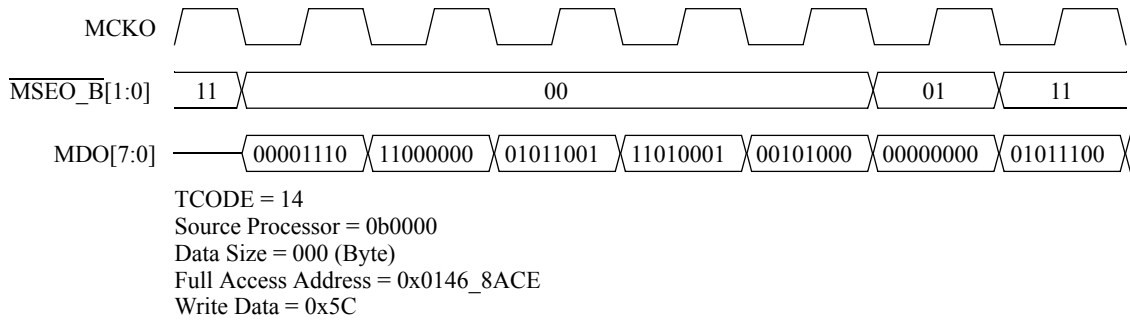 MCKO
MSEO_B[1:0] 11 00 01 11
MDO[7:0] 00001110 11000000 01011001 11010001 00101000 00000000 01011100
TCODE = 14
Source Processor = 0b0000
Data Size = 000 (Byte)
Full Access Address = 0x0146_8ACE
Write Data = 0x5C